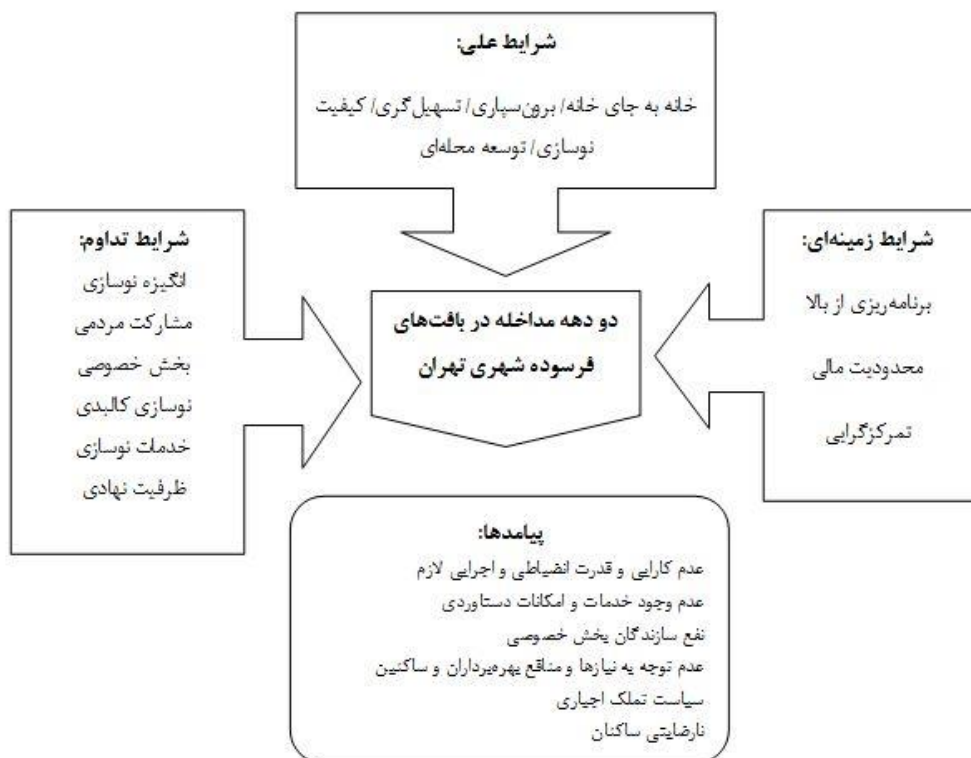 شرایط علی:
خانه به جای خانه/ برون‌سپاری/ تسهیل‌گری/ کیفیت
نوسازی/ توسعه محله‌ای
شرایط زمینه‌ای:
برنامه‌ریزی از بالا
محدودیت مالی
تمرکزگرایی
دو دهه مداخله در بافت‌های
فرسوده شهری تهران
شرایط تداوم:
انگیزه نوسازی
مشارکت مردمی
بخش خصوصی
نوسازی کالبدی
خدمات نوسازی
ظرفیت نهادی
پیامدها:
عدم کارایی و قدرت انضباطی و اجرایی لازم
عدم وجود خدمات و امکانات دستاوردی
نفع سازندگان بخش خصوصی
عدم توجه به نیازها و منافع بهره‌برداران و ساکنین
سیاست تملک اجباری
نارضایتی ساکنان